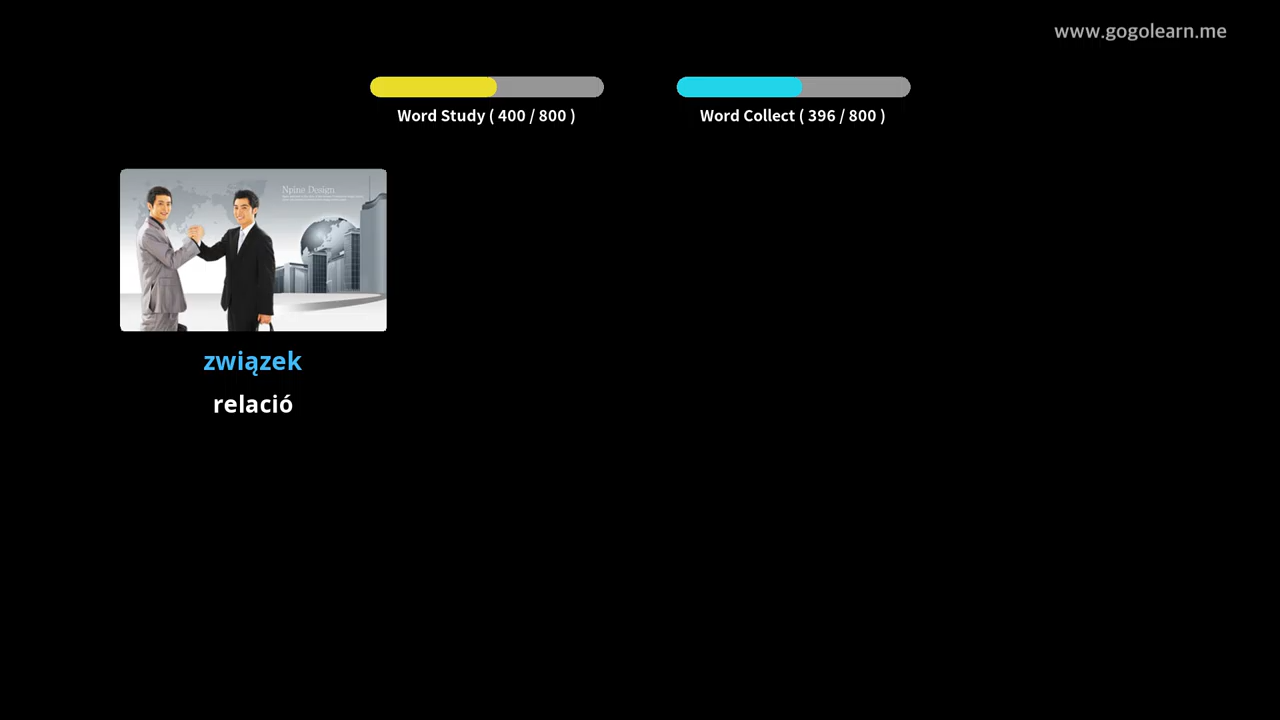 www.gogolearn.me
Word Study ( 400 / 800 )
Word Collect ( 396 / 800 )
Npine Design
związek
relació